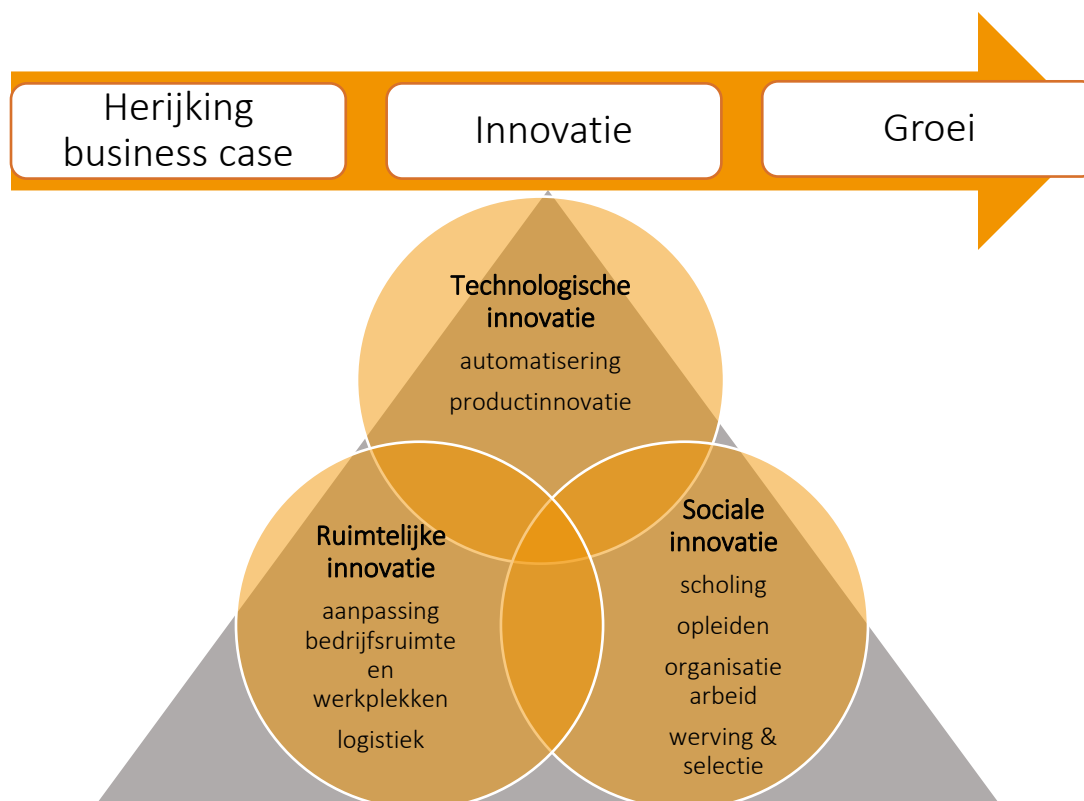 Herijking
business case
Innovatie
Groei
Technologische
innovatie
automatisering
productinnovatie
Ruimtelijke
innovatie
aanpassing
bedrijfsruimte
en
werkplekken
logistiek
Sociale
innovatie
scholing
opleiden
organisatie
arbeid
werving &
selectie